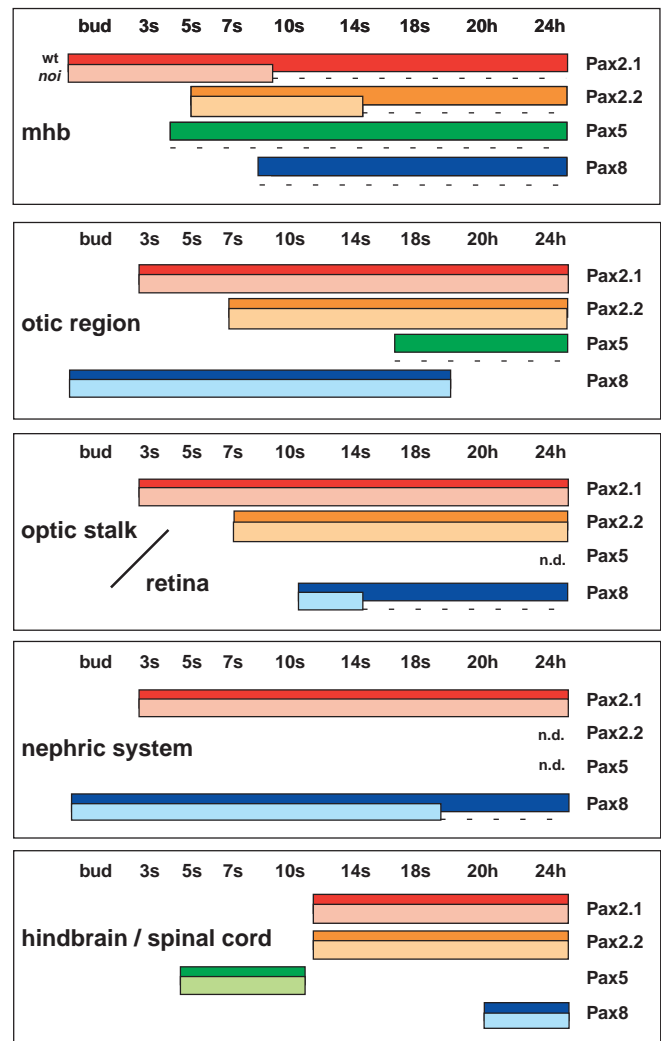 bud 3s 5s 7s 10s 14s 18s 20h 24h
wt Pax2.1
noi
Pax2.2
mhb Pax5
Pax8
bud 3s 5s 7s 10s 14s 18s 20h 24h
Pax2.1
otic region Pax2.2
Pax5
Pax8
bud 3s 5s 7s 10s 14s 18s 20h 24h
Pax2.1
optic stalk Pax2.2
n.d. Pax5
retina Pax8
bud 3s 5s 7s 10s 14s 18s 20h 24h
Pax2.1
nephric system n.d. Pax2.2
n.d. Pax5
Pax8
bud 3s 5s 7s 10s 14s 18s 20h 24h
Pax2.1
hindbrain / spinal cord Pax2.2
Pax5
Pax8